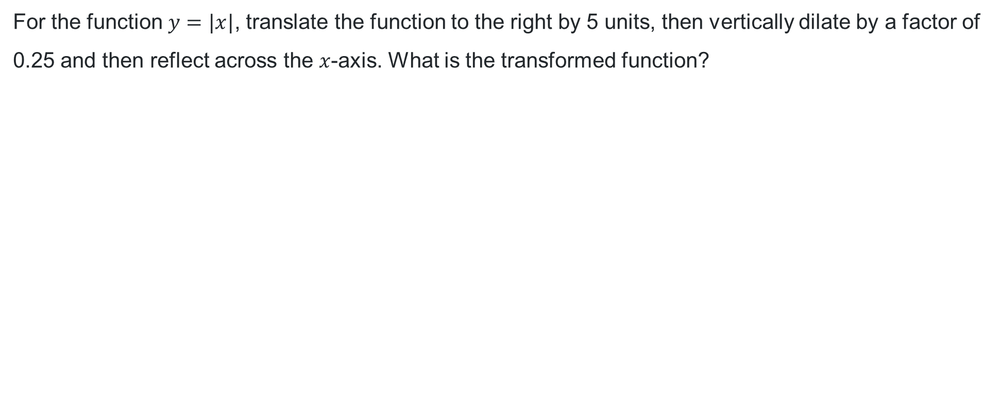 For the function y = |x|, translate the function to the right by 5 units, then vertically dilate by a factor of
0.25 and then reflect across the x-axis. What is the transformed function?